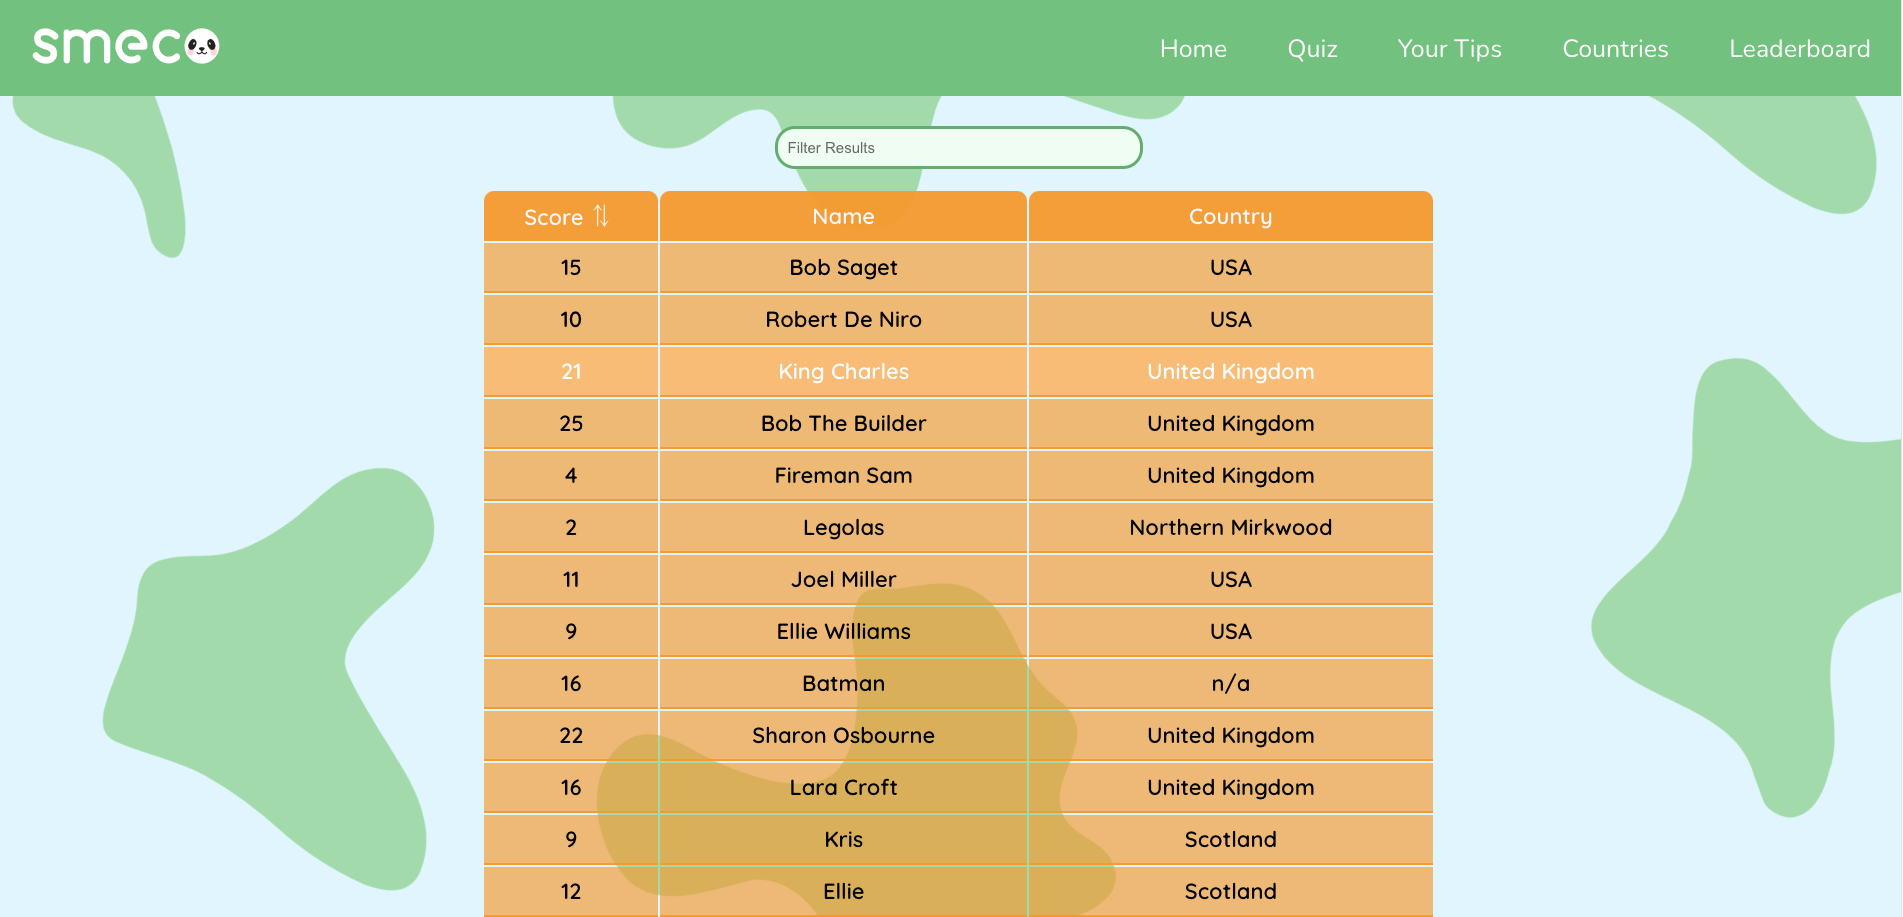 smeco Home Quiz Your Tips Countries Leaderboard
Filter Results
Score Name Country
15 Bob Saget USA
10 Robert De Niro USA
21 King Charles United Kingdom
25 Bob The Builder United Kingdom
4 Fireman Sam United Kingdom
2 Legolas Northern Mirkwood
11 Joel Miller USA
9 Ellie Williams USA
16 Batman n/a
22 Sharon Osbourne United Kingdom
16 Lara Croft United Kingdom
9 Kris Scotland
12 Ellie Scotland